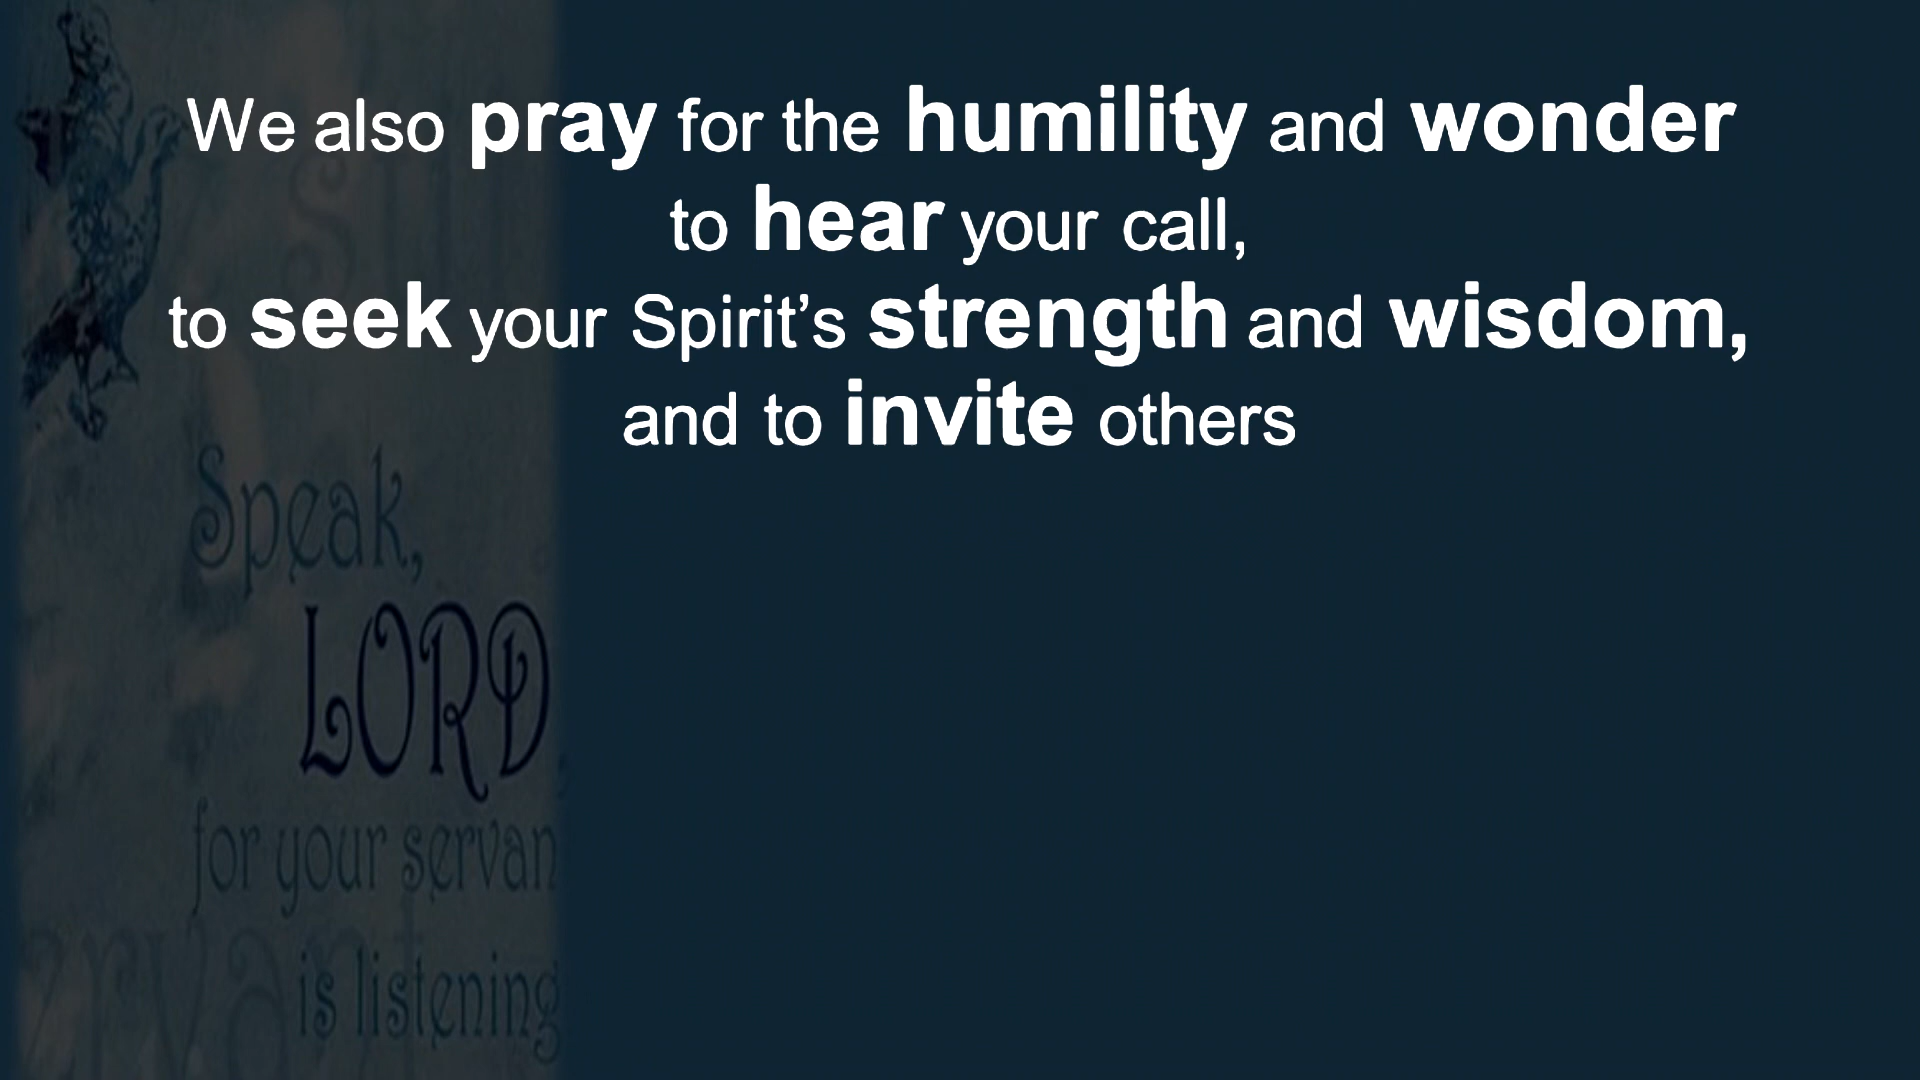 We also pray for the humility and wonder
to hear your call,
to seek your Spirit’s strength and wisdom,
and to invite others
Speak,
LORD
for your servan
is listening